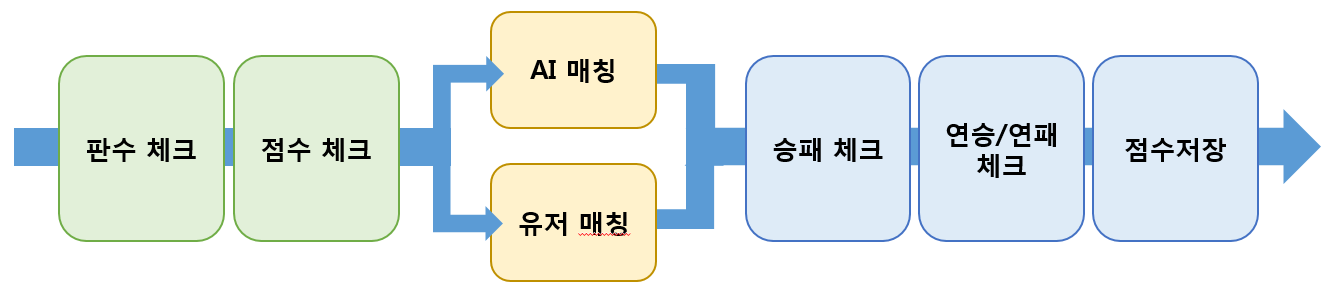 판수 체크
점수 체크
AI 매칭
유저 매칭
승패 체크
연승/연패
체크
점수저장